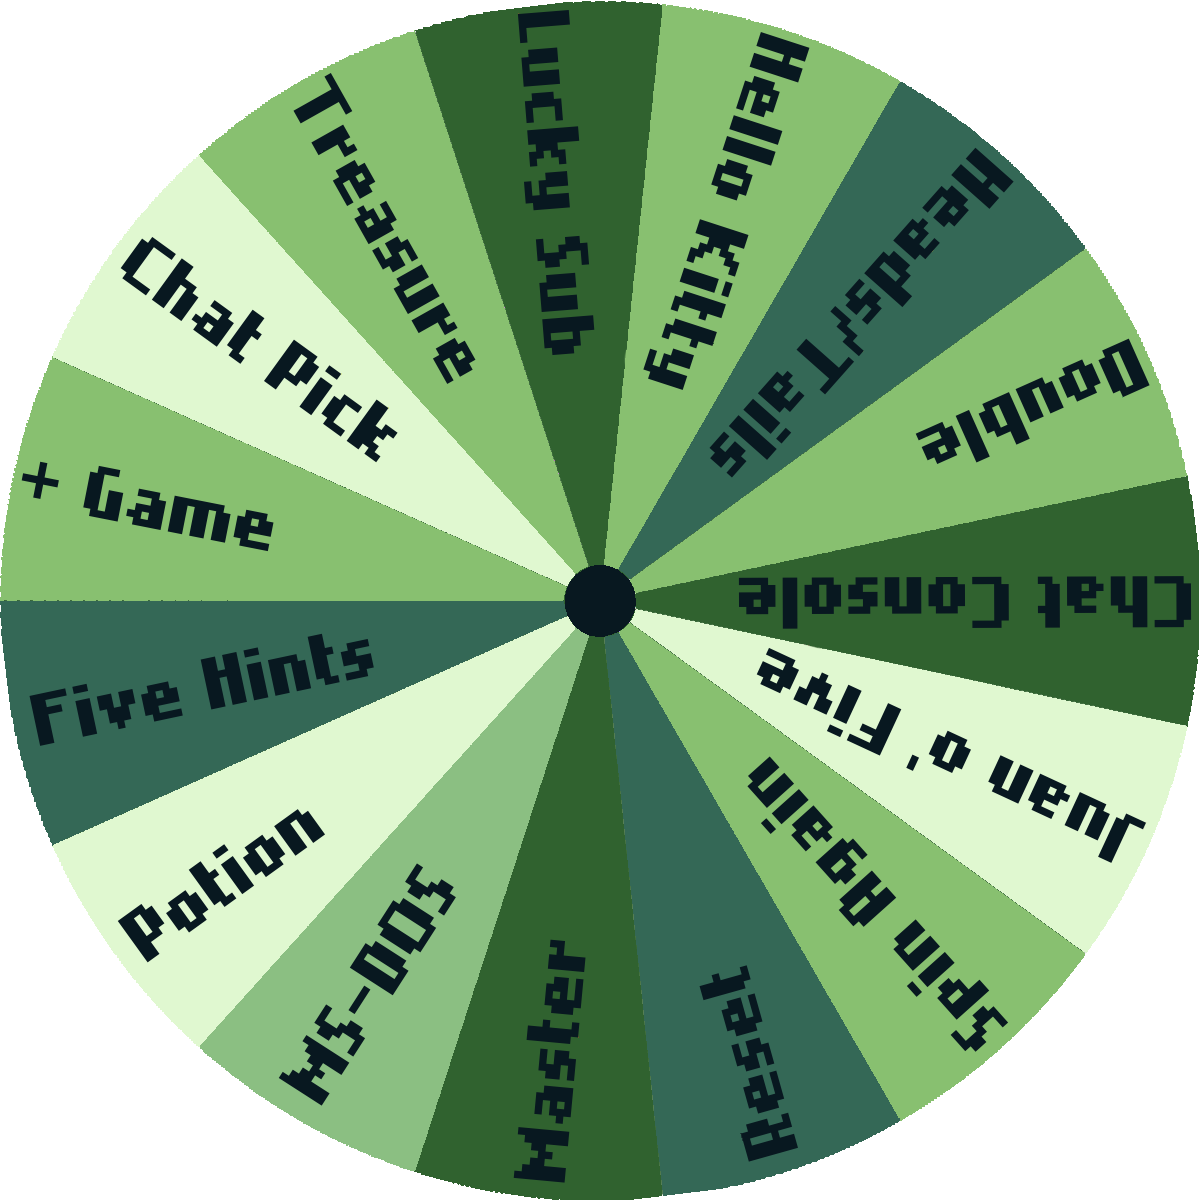 Lucky Sub
Hello Kitty
Heads/Tails
Double
Chat Console
Juan o' Five
Spin Again
Reset
Master
MS-DOS
Potion
Five Hints
+ Game
Chat Pick
Treasure